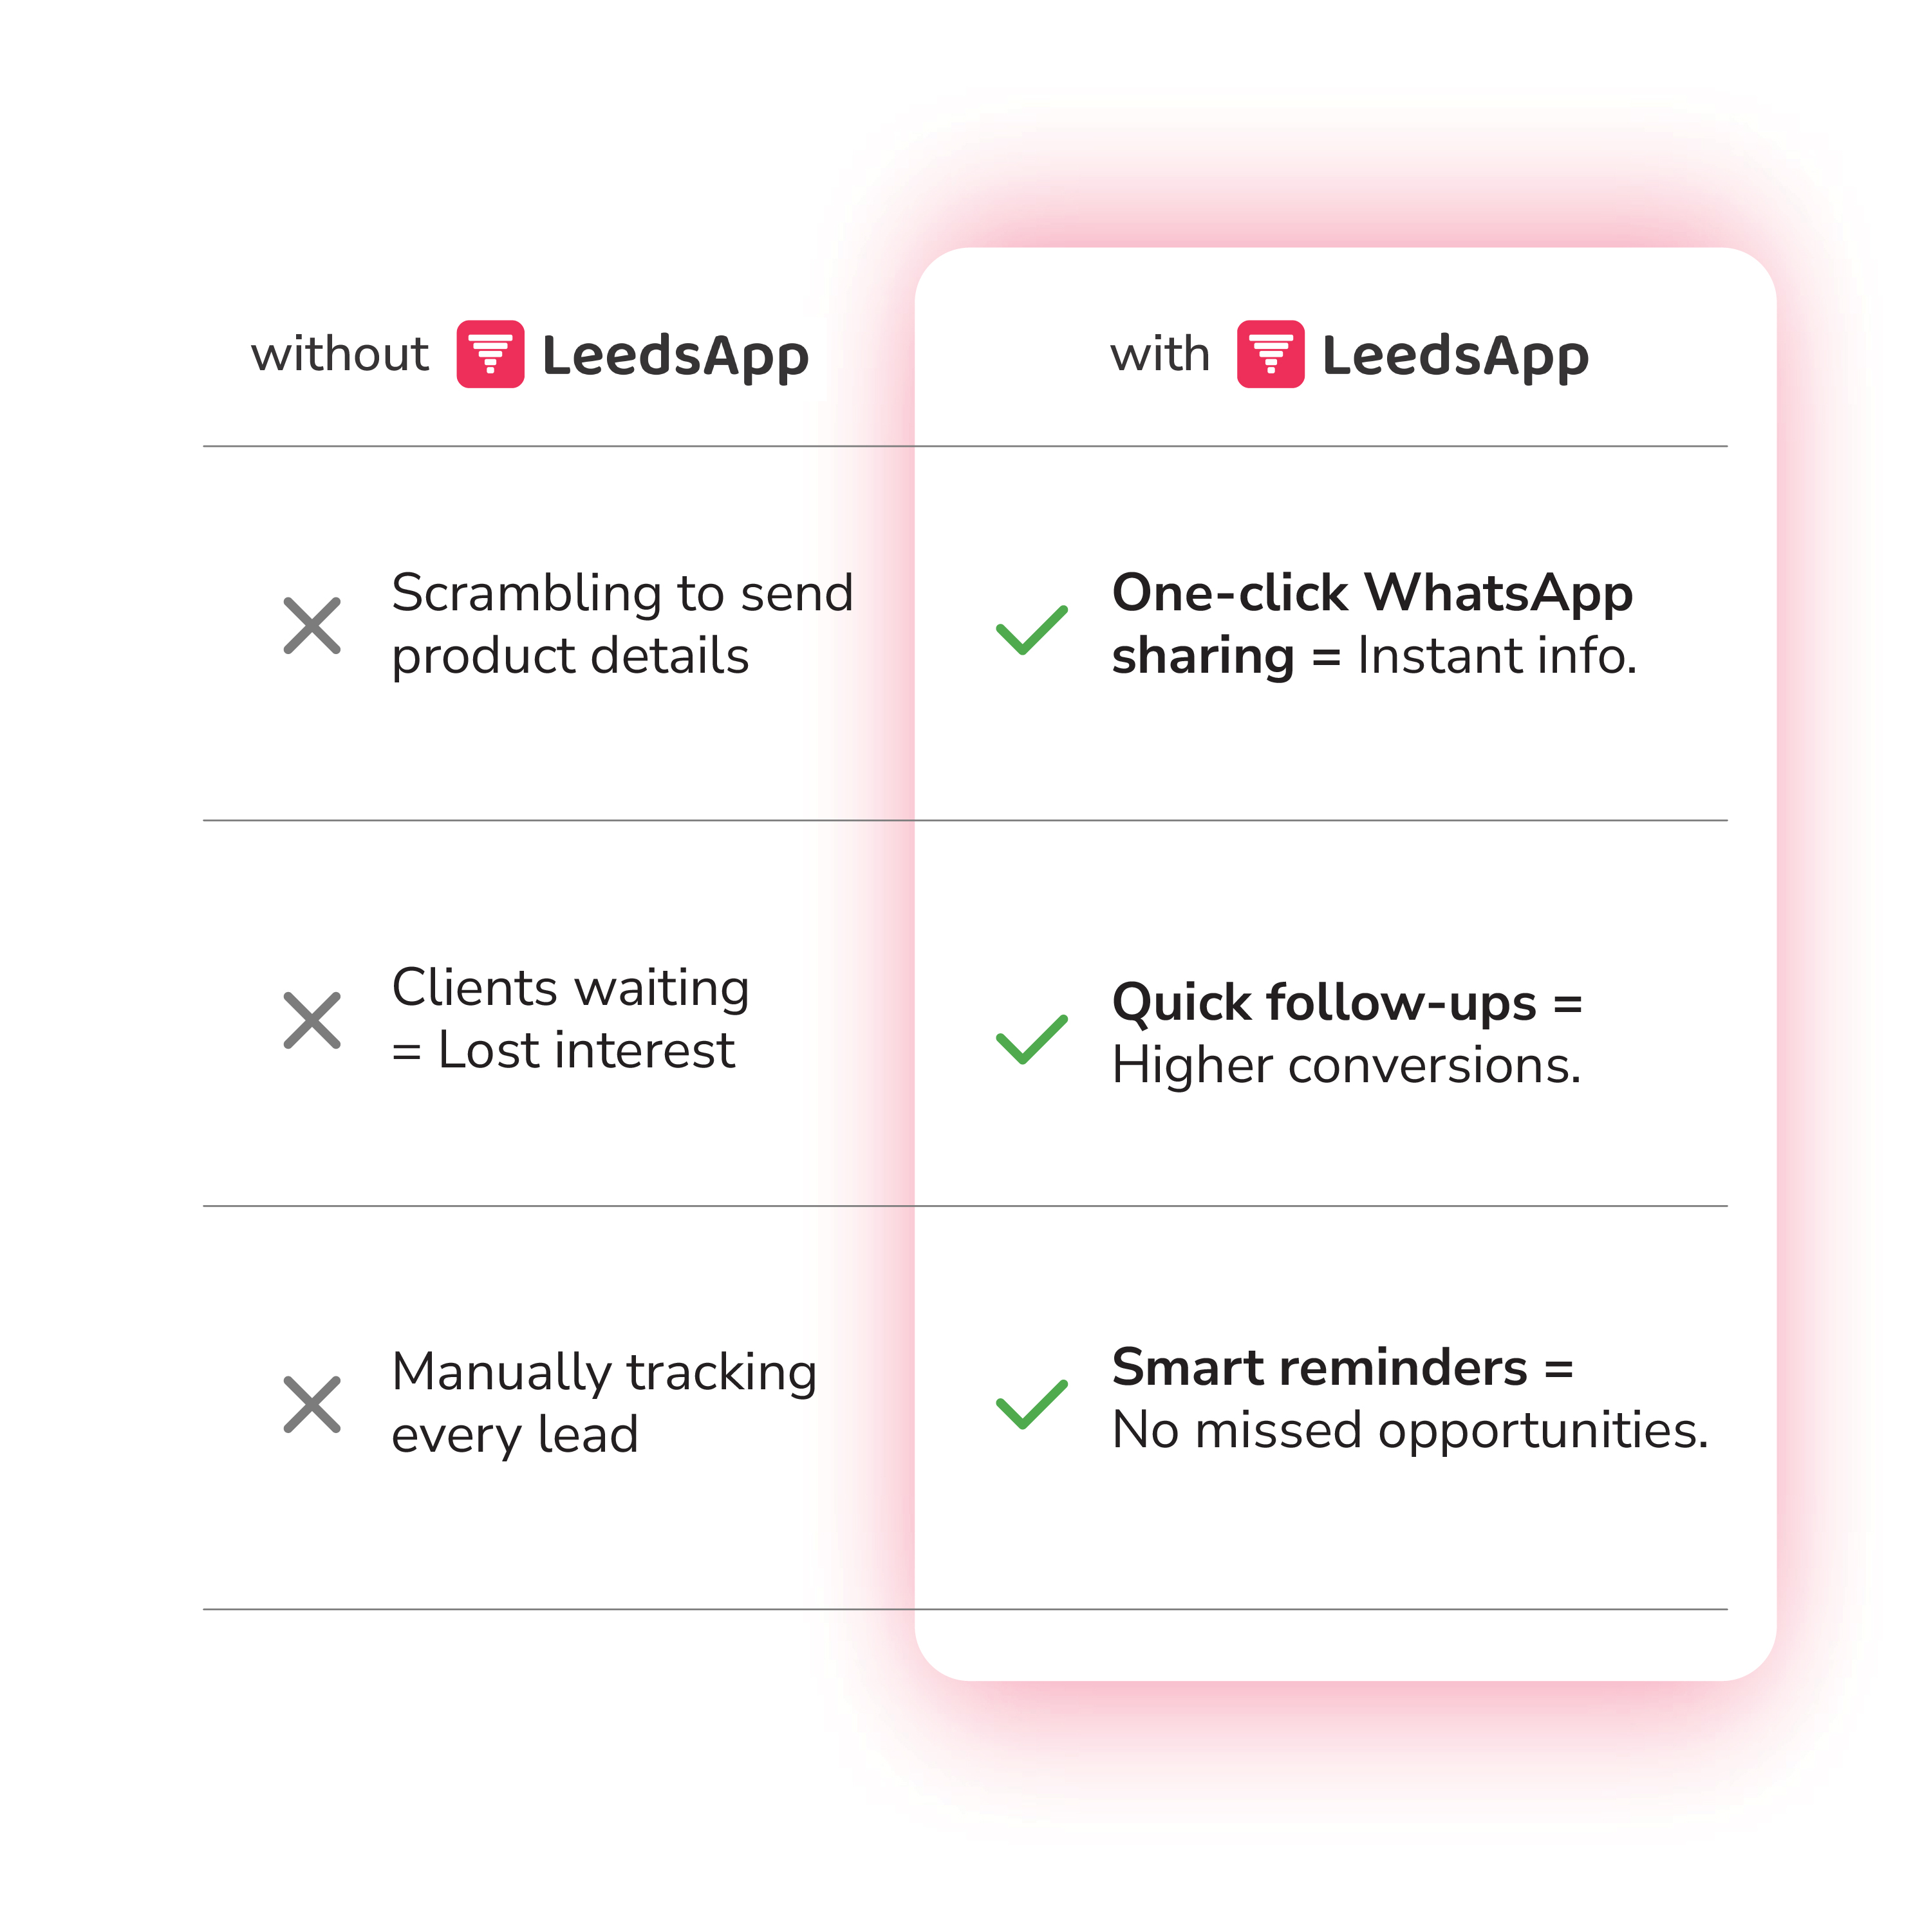 without LeedsApp
with LeedsApp
Scrambling to send
product details
One-click WhatsApp
sharing = Instant info.
Clients waiting
= Lost interest
Quick follow-ups =
Higher conversions.
Manually tracking
every lead
Smart reminders =
No missed opportunities.